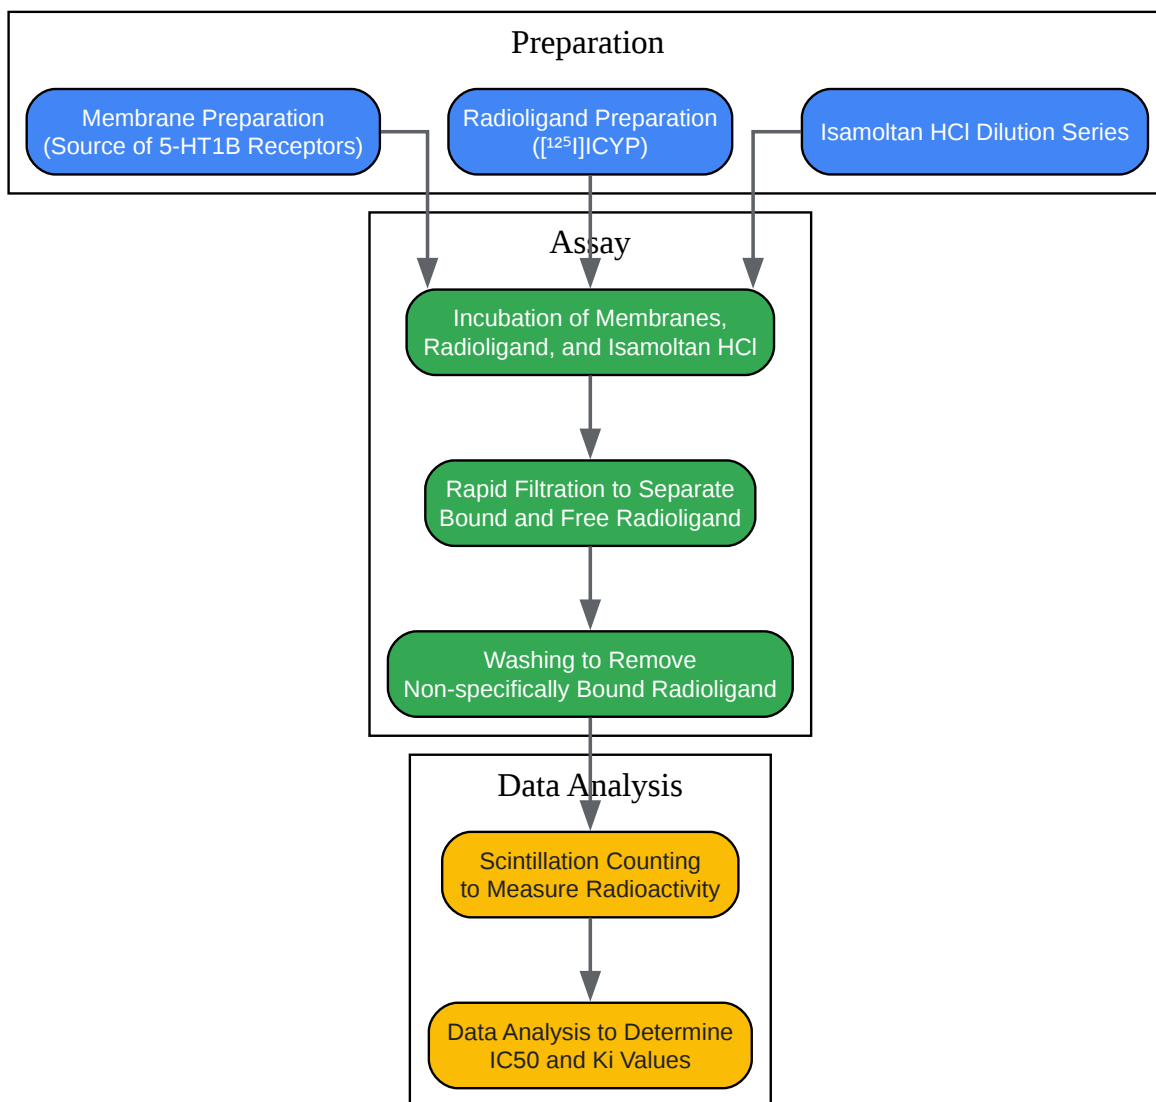 Preparation
Membrane Preparation
(Source of 5-HT1B Receptors)
Radioligand Preparation
([¹²⁵I]ICYP)
Isamoltan HCl Dilution Series
Assay
Incubation of Membranes,
Radioligand, and Isamoltan HCl
Rapid Filtration to Separate
Bound and Free Radioligand
Washing to Remove
Non-specifically Bound Radioligand
Data Analysis
Scintillation Counting
to Measure Radioactivity
Data Analysis to Determine
IC50 and Ki Values